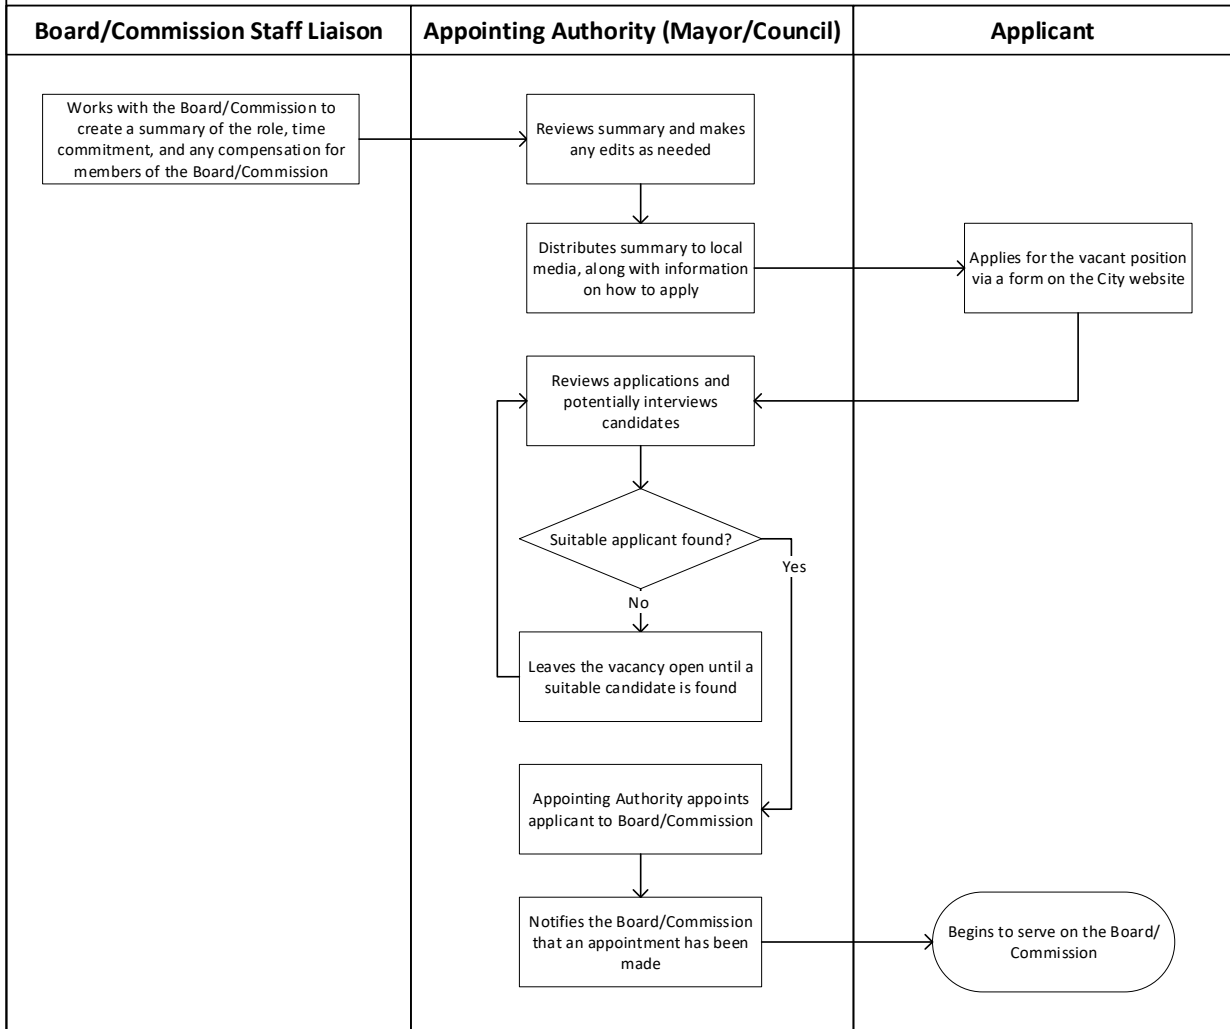 Board/Commission Staff Liaison
Appointing Authority (Mayor/Council)
Applicant
Works with the Board/Commission to
create a summary of the role, time
commitment, and any compensation for
members of the Board/Commission
Reviews summary and makes
any edits as needed
Distributes summary to local
media, along with information
on how to apply
Applies for the vacant position
via a form on the City website
Reviews applications and
potentially interviews
candidates
Suitable applicant found?
Yes
No
Leaves the vacancy open until a
suitable candidate is found
Appointing Authority appoints
applicant to Board/Commission
Notifies the Board/Commission
that an appointment has been
made
Begins to serve on the Board/
Commission